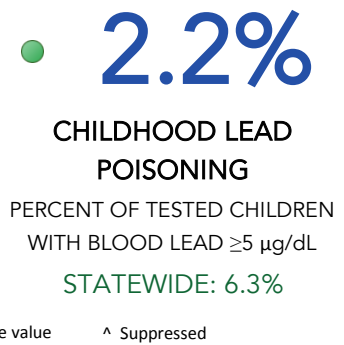 2.2%
CHILDHOOD LEAD
POISONING
PERCENT OF TESTED CHILDREN
WITH BLOOD LEAD ≥5 µg/dL
STATEWIDE: 6.3%
value ^ Suppressed